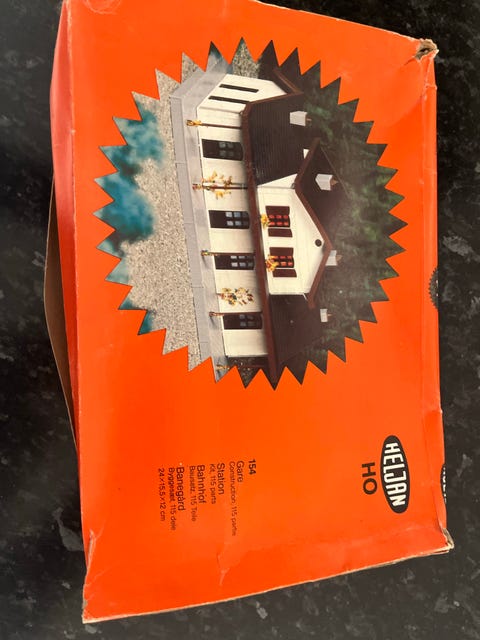 HELJAN
HO
154
Gare
Construction, 115 parties
Station
Kit, 115 parts
Bahnhof
Bausatz, 115 Teile
Banegård
Byggesæt, 115 dele
24×15,5×12 cm